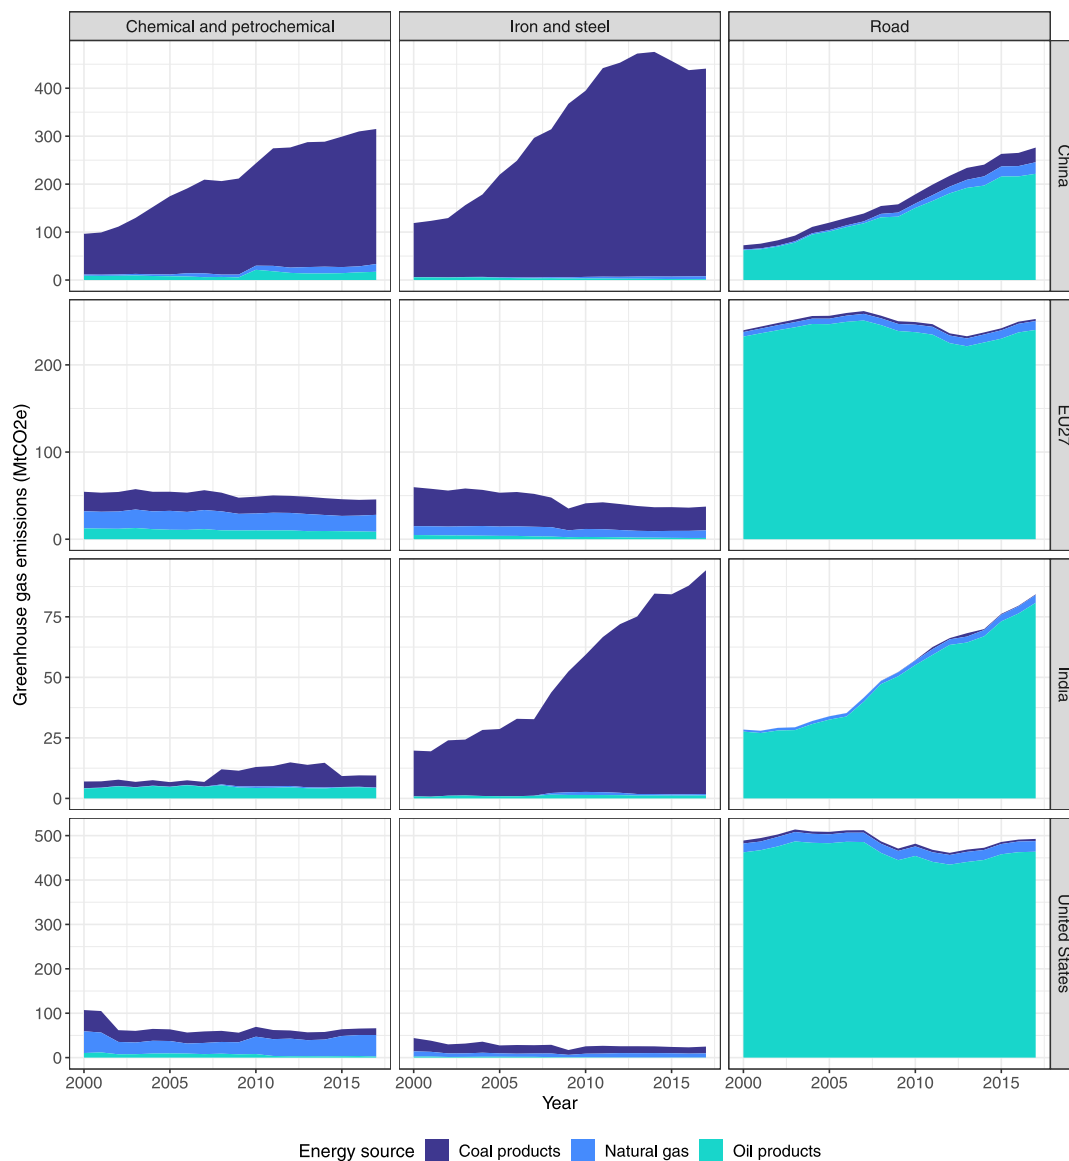 Chemical and petrochemical Iron and steel Road
Greenhouse gas emissions (MtCO2e)
400
300
200
100
0
China
200
100
0
EU27
75
50
25
0
India
500
400
300
200
100
0
United States
2000 2005 2010 2015 2000 2005 2010 2015 2000 2005 2010 2015
Year
Energy source Coal products Natural gas Oil products